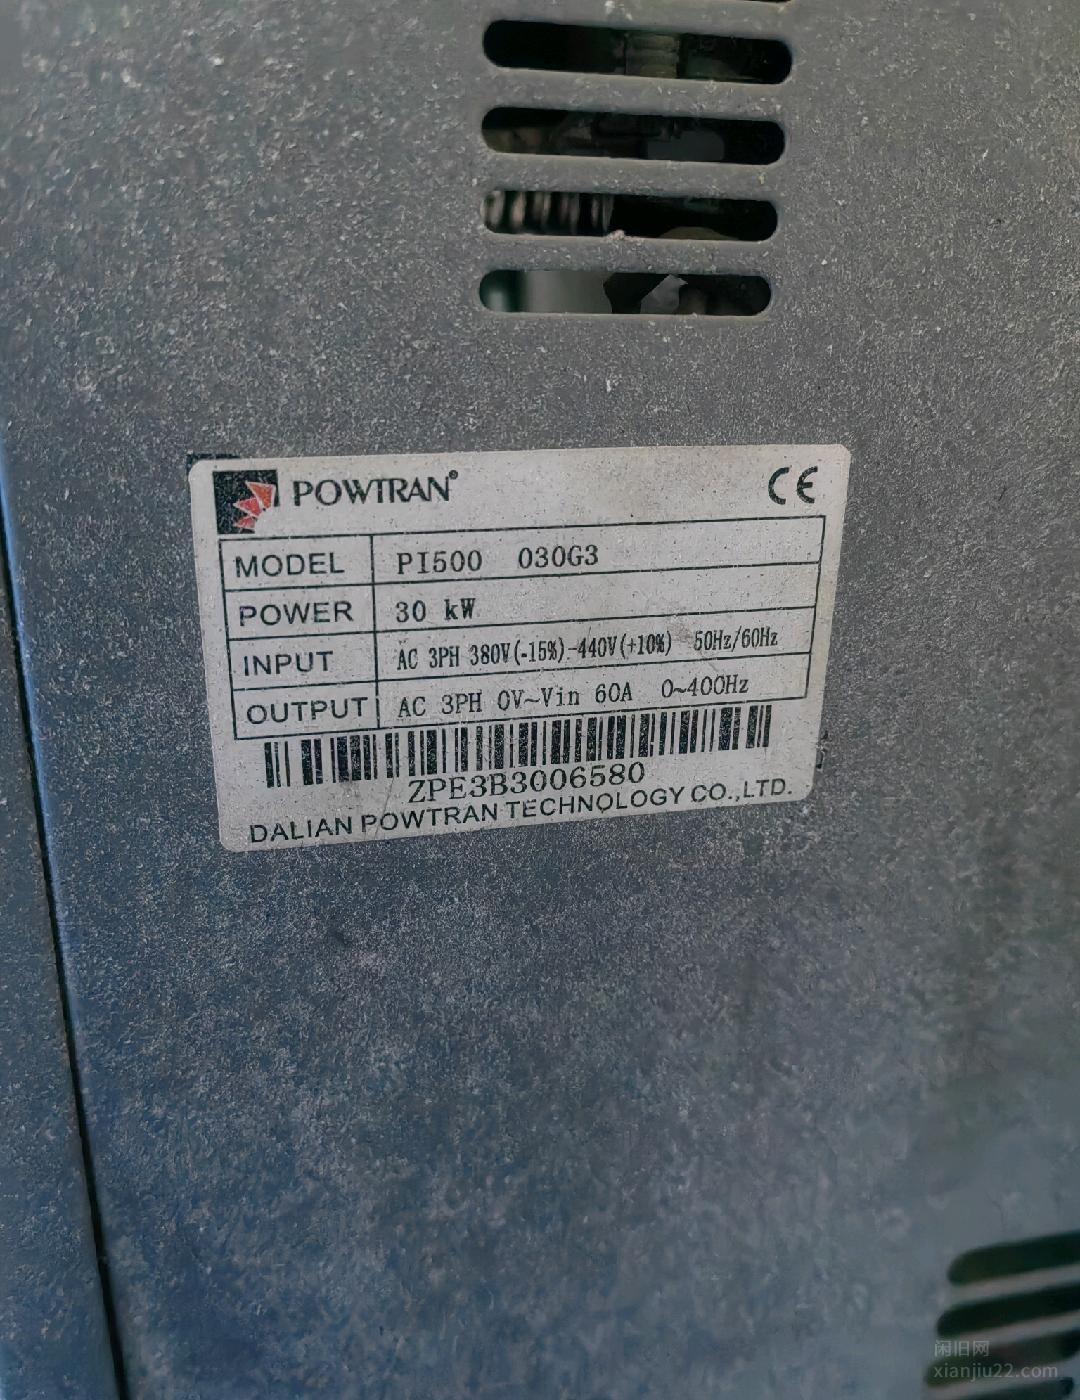 POWTRAN® CE
MODEL PI500 030G3
POWER 30 kW
INPUT AC 3PH 380V(-15%)-440V(+10%) 50Hz/60Hz
OUTPUT AC 3PH 0V~Vin 60A 0~400Hz
ZPE3B3006580
DALIAN POWTRAN TECHNOLOGY CO.,LTD.
闲旧网
xianjiu22.com